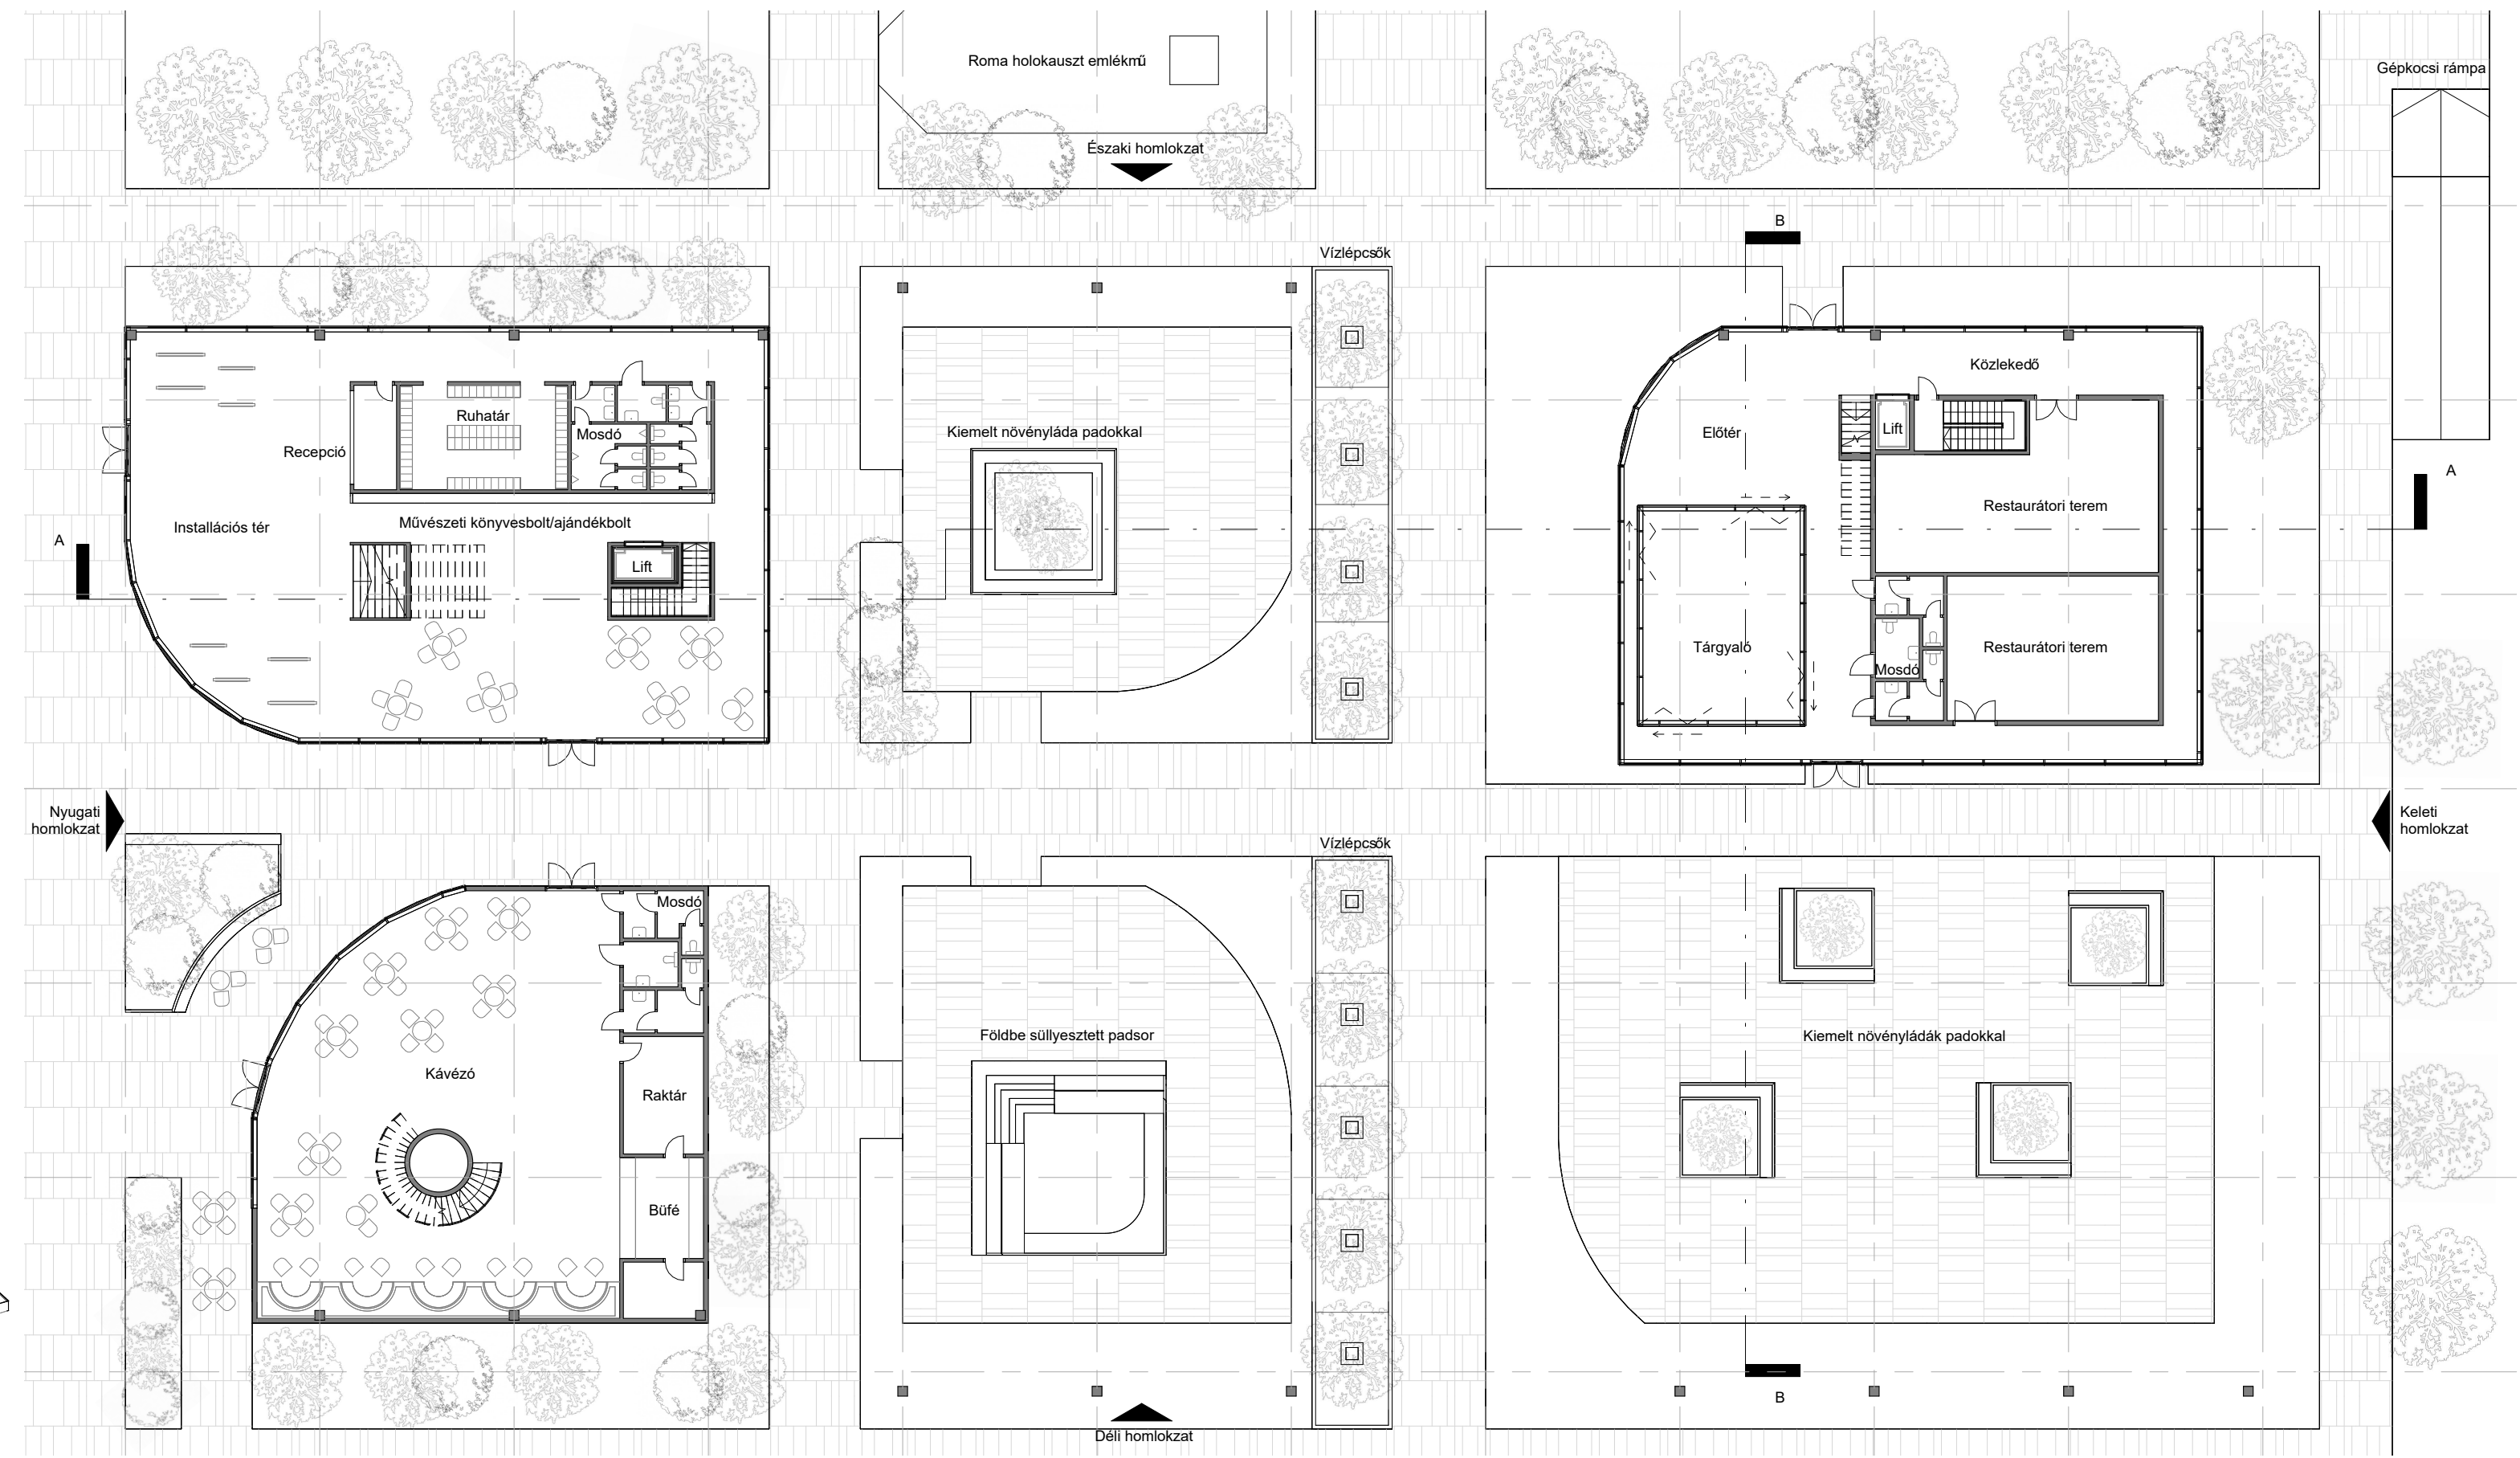 Roma holokauszt emlékmű
Gépkocsi rámpa
Északi homlokzat
B
Vízlépcsők
Közlekedő
Ruhatár
Mosdó
Kiemelt növényláda padokkal
Lift
Előtér
Recepció
A
Restaurátori terem
Installációs tér
Művészeti könyvesbolt/ajándékbolt
A
Lift
Tárgyaló
Restaurátori terem
Mosdó
Nyugati
homlokzat
Keleti
homlokzat
Vízlépcsők
Mosdó
Földbe süllyesztett padsor
Kiemelt növényládák padokkal
Kávézó
Raktár
Büfé
B
Déli homlokzat